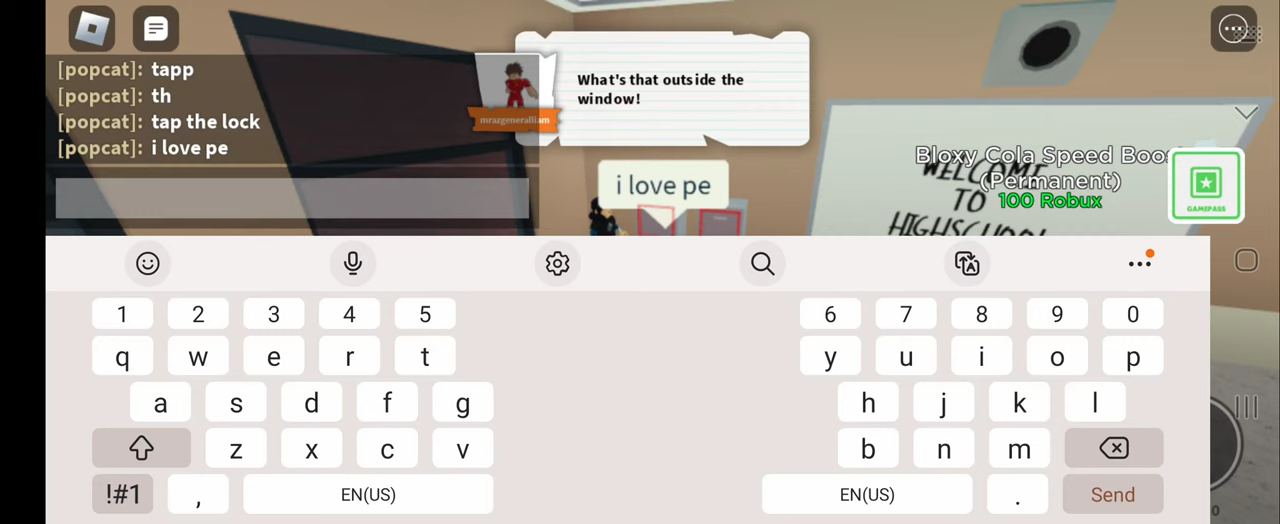 [popcat]: tapp
[popcat]: th
[popcat]: tap the lock
[popcat]: i love pe
What's that outside the
window!
mrazgeneralliam
i love pe
WELCOME
TO
HIGHSCHOOL
Bloxy Cola Speed Boos
(Permanent)
100 Robux
GAMEPASS
1 2 3 4 5 6 7 8 9 0
q w e r t y u i o p
a s d f g h j k l
z x c v b n m
!#1 , EN(US) EN(US) . Send